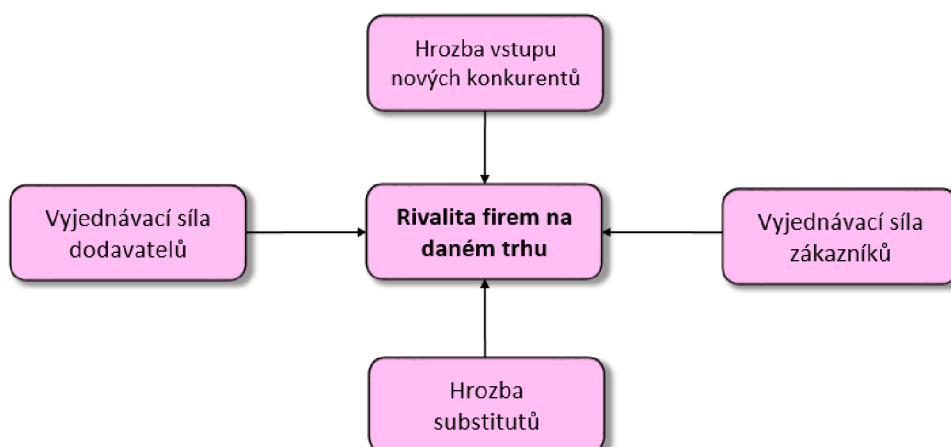 Hrozba vstupu
nových konkurentů
Vyjednávací síla
dodavatelů
Rivalita firem na
daném trhu
Vyjednávací síla
zákazníků
Hrozba
substitutů